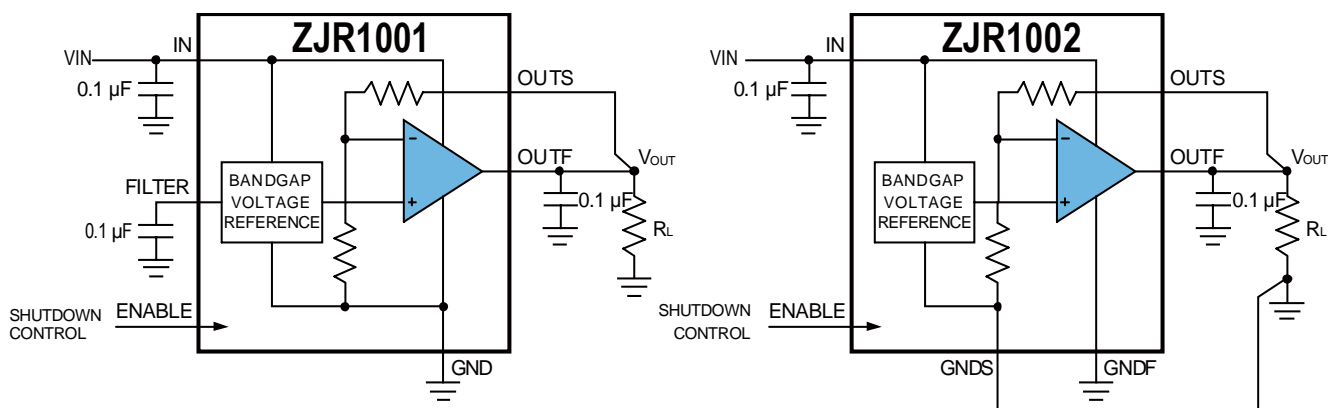 ZJR1001
IN
VIN
0.1 µF
OUTS
OUTF
VOUT
FILTER
0.1 µF
BANDGAP
VOLTAGE
REFERENCE
-
+
0.1 µF
RL
SHUTDOWN
CONTROL
ENABLE
GND
ZJR1002
IN
VIN
0.1 µF
OUTS
OUTF
VOUT
BANDGAP
VOLTAGE
REFERENCE
-
+
0.1 µF
RL
SHUTDOWN
CONTROL
ENABLE
GNDS
GNDF